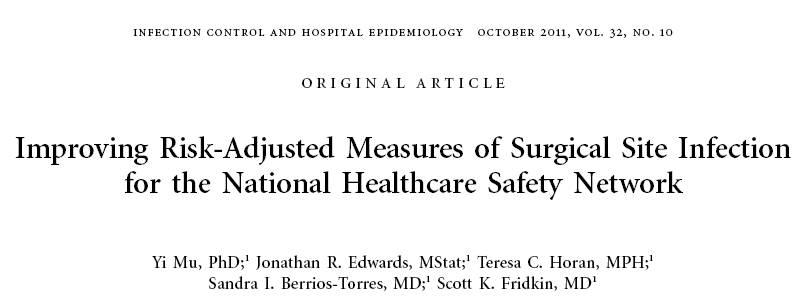 INFECTION CONTROL AND HOSPITAL EPIDEMIOLOGY OCTOBER 2011, VOL. 32, NO. 10
ORIGINAL ARTICLE
Improving Risk-Adjusted Measures of Surgical Site Infection
for the National Healthcare Safety Network
Yi Mu, PhD;¹ Jonathan R. Edwards, MStat;¹ Teresa C. Horan, MPH;¹
Sandra I. Berrios-Torres, MD;¹ Scott K. Fridkin, MD¹